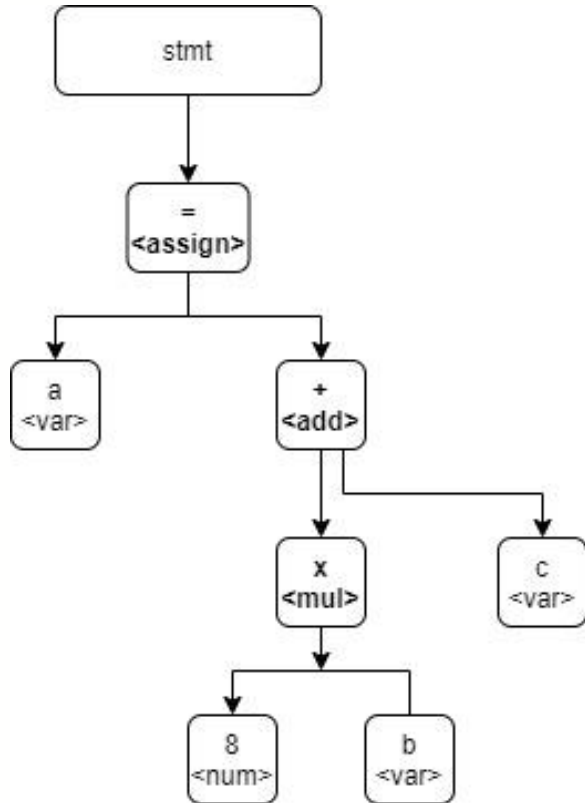 stmt
=
<assign>
a
<var>
+
<add>
x
<mul>
c
<var>
8
<num>
b
<var>